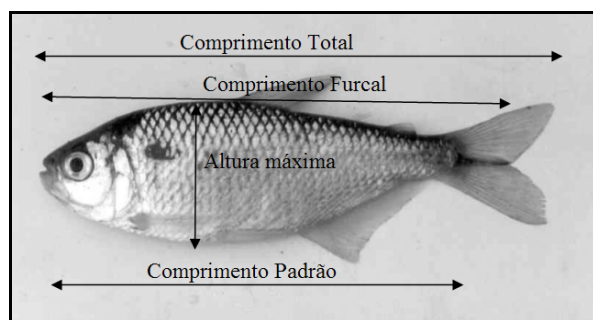 Comprimento Total
Comprimento Furcal
Altura máxima
Comprimento Padrão